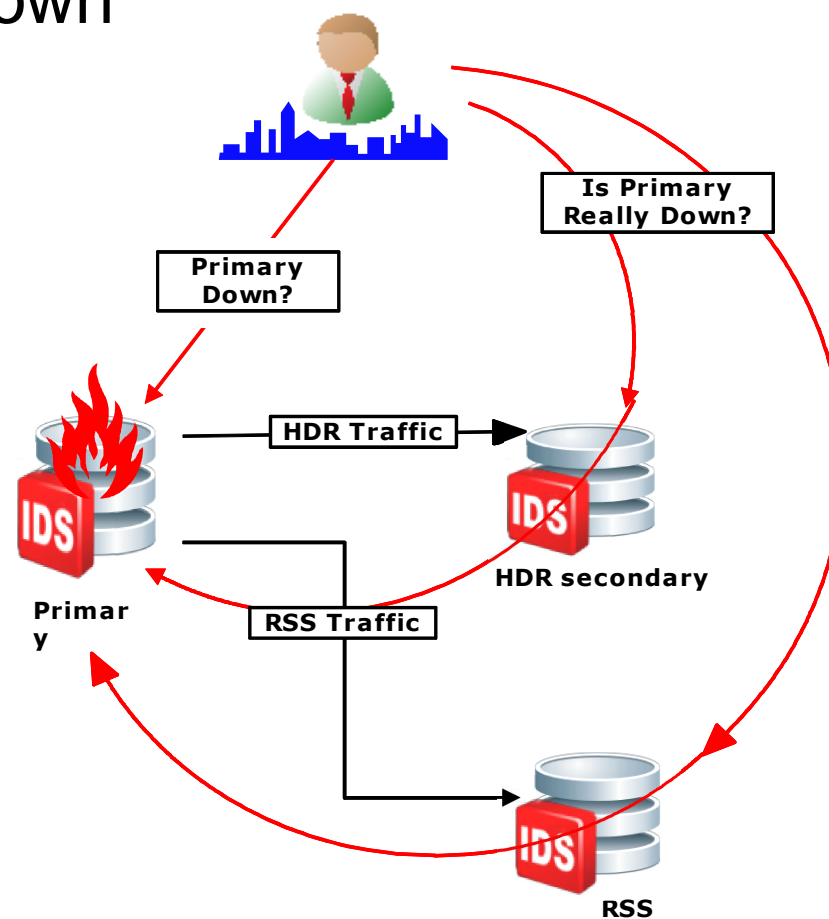 own
Is Primary
Really Down?
Primary
Down?
HDR Traffic
IDS
IDS
HDR secondary
Primar
y
RSS Traffic
IDS
RSS